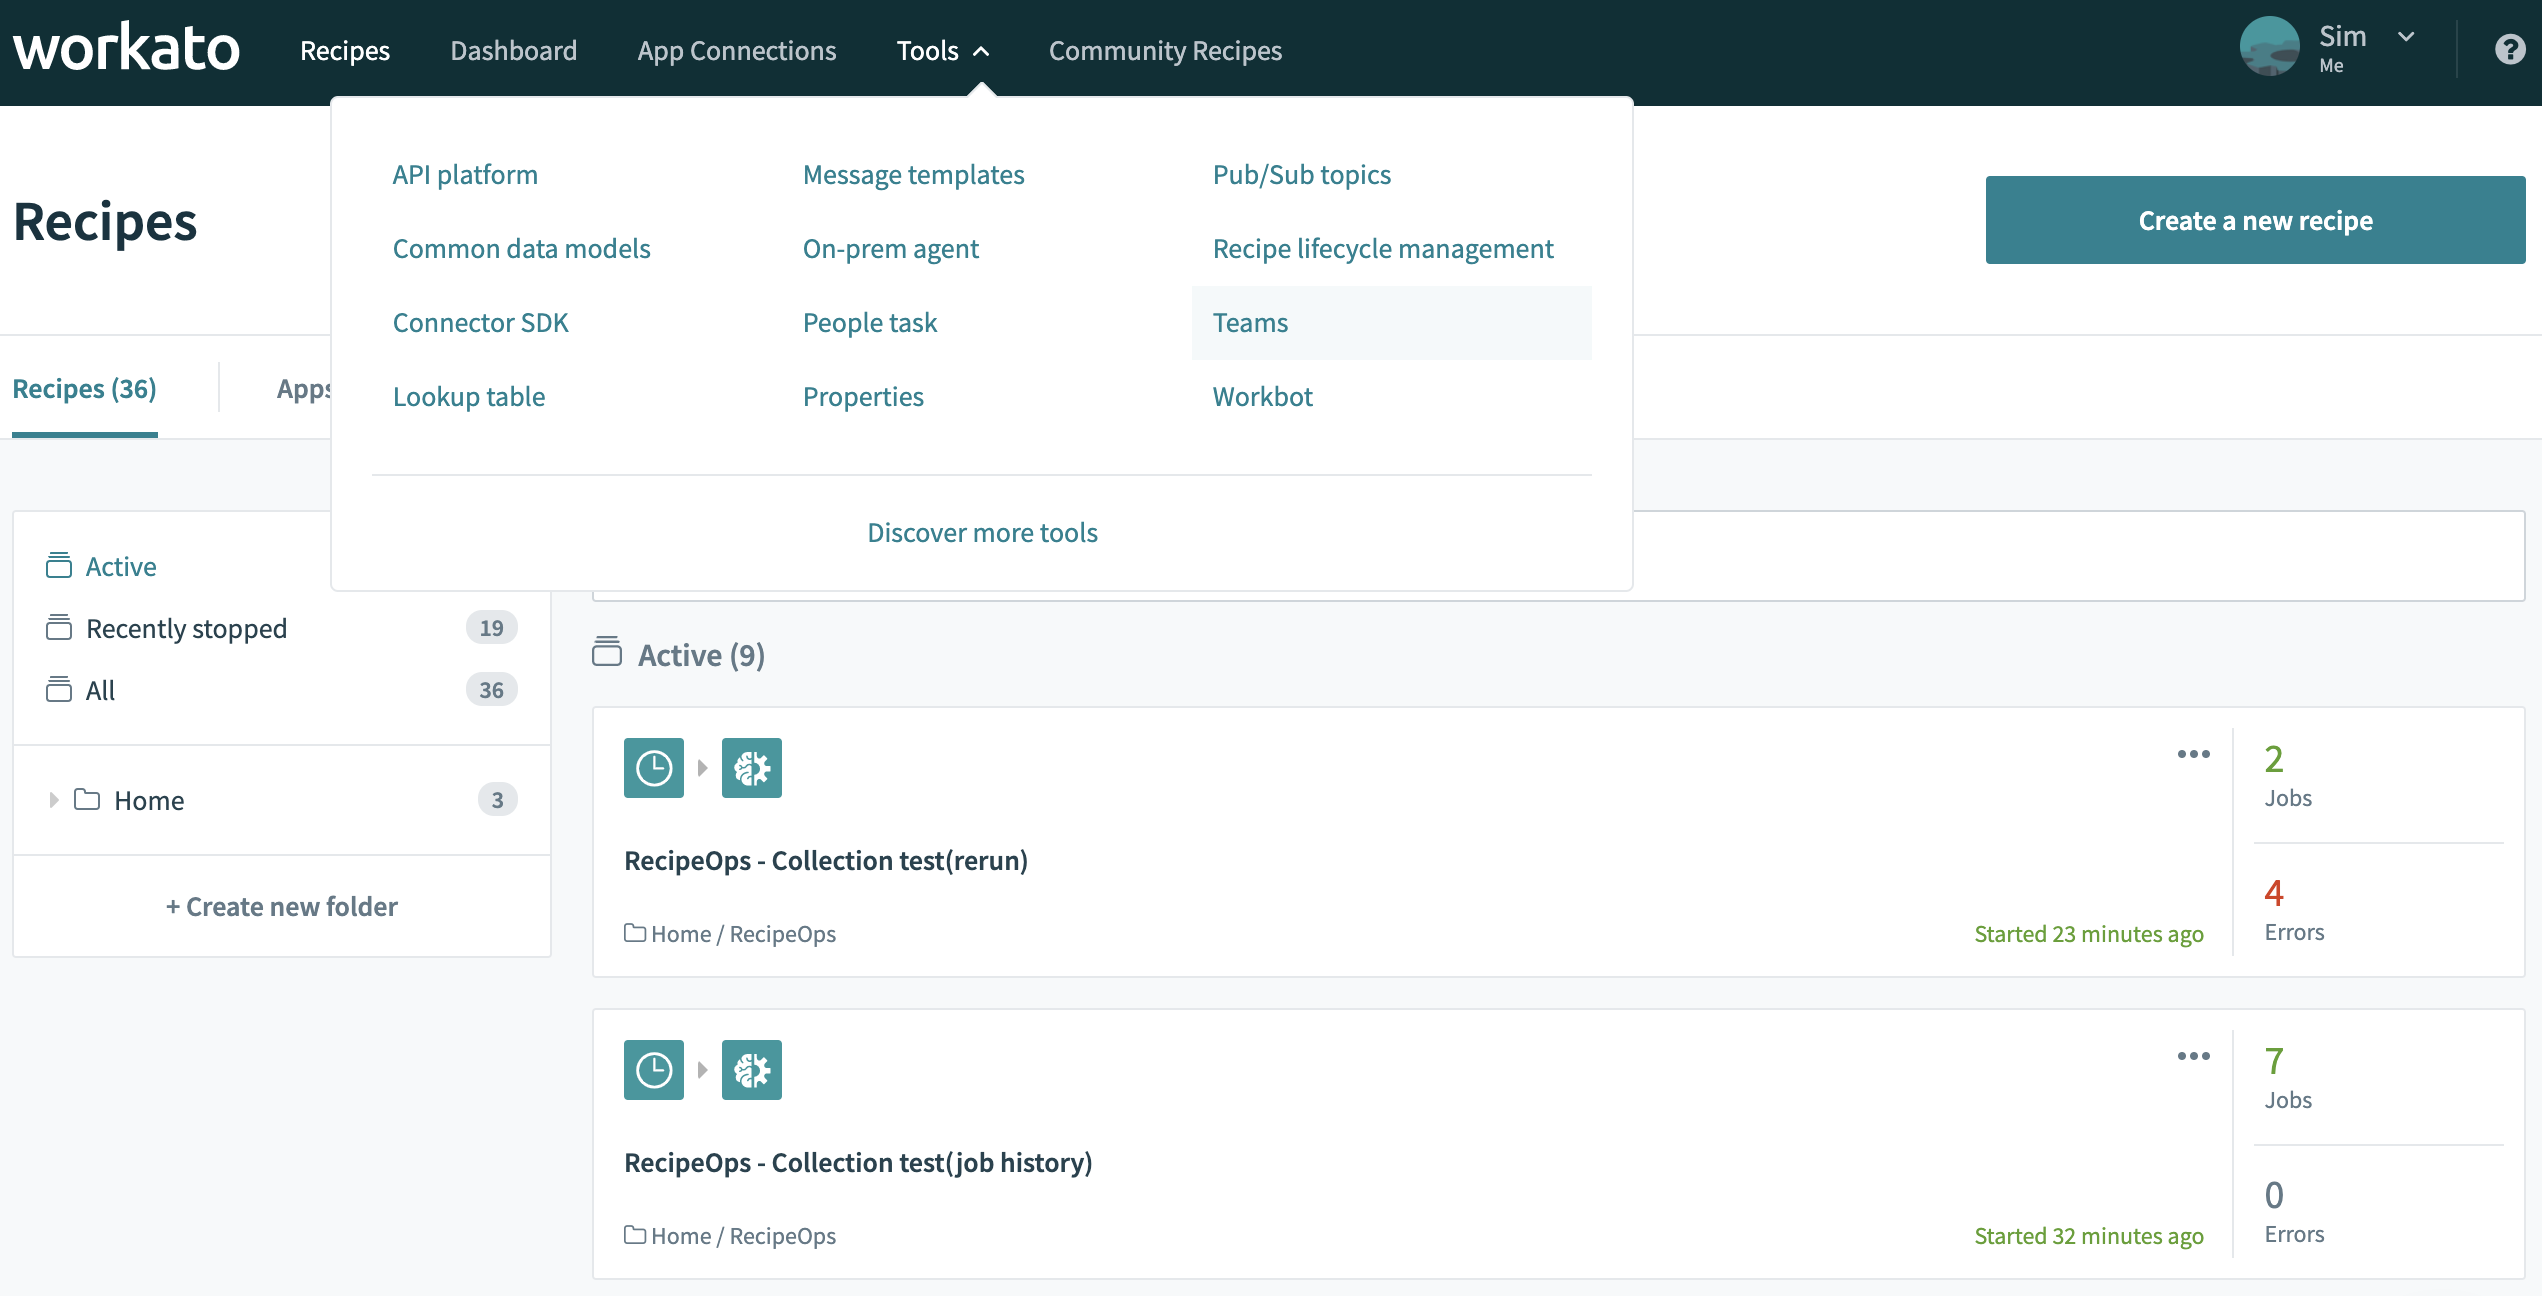 workato
Recipes
Dashboard
App Connections
Tools
Community Recipes
Sim
Me
?
API platform
Message templates
Pub/Sub topics
Common data models
On-prem agent
Recipe lifecycle management
Connector SDK
People task
Teams
Lookup table
Properties
Workbot
Discover more tools
Recipes
Create a new recipe
Recipes (36)
Apps
Active
Recently stopped
19
All
36
Home
3
+ Create new folder
Active (9)
RecipeOps - Collection test(rerun)
Home / RecipeOps
Started 23 minutes ago
2
Jobs
4
Errors
RecipeOps - Collection test(job history)
Home / RecipeOps
Started 32 minutes ago
7
Jobs
0
Errors